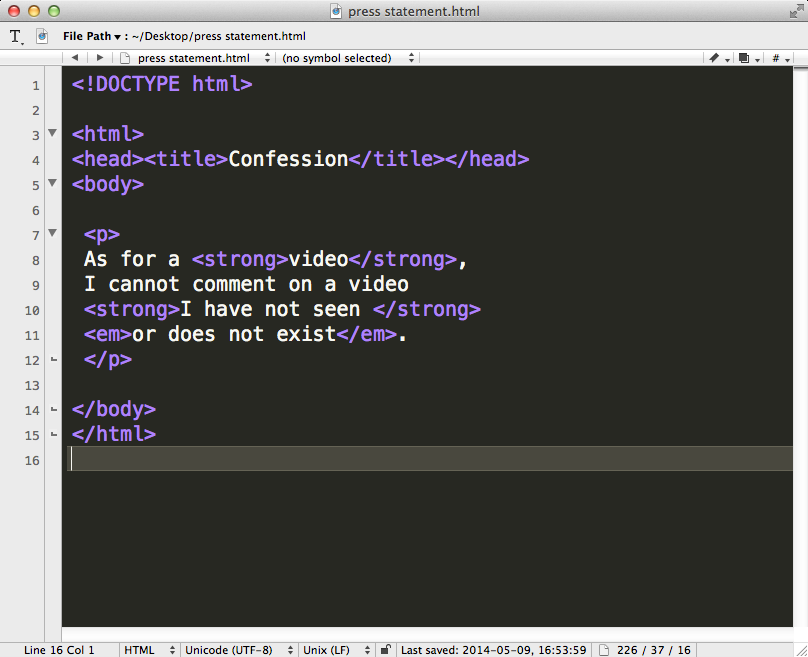 press statement.html
File Path ▾ : ~/Desktop/press statement.html
press statement.html (no symbol selected) #
1 <!DOCTYPE html>
2
3 <html>
4 <head><title>Confession</title></head>
5 <body>
6
7 <p>
8 As for a <strong>video</strong>,
9 I cannot comment on a video
10 <strong>I have not seen </strong>
11 <em>or does not exist</em>.
12 </p>
13
14 </body>
15 </html>
16
Line 16 Col 1 HTML Unicode (UTF-8) Unix (LF) Last saved: 2014-05-09, 16:53:59 226 / 37 / 16